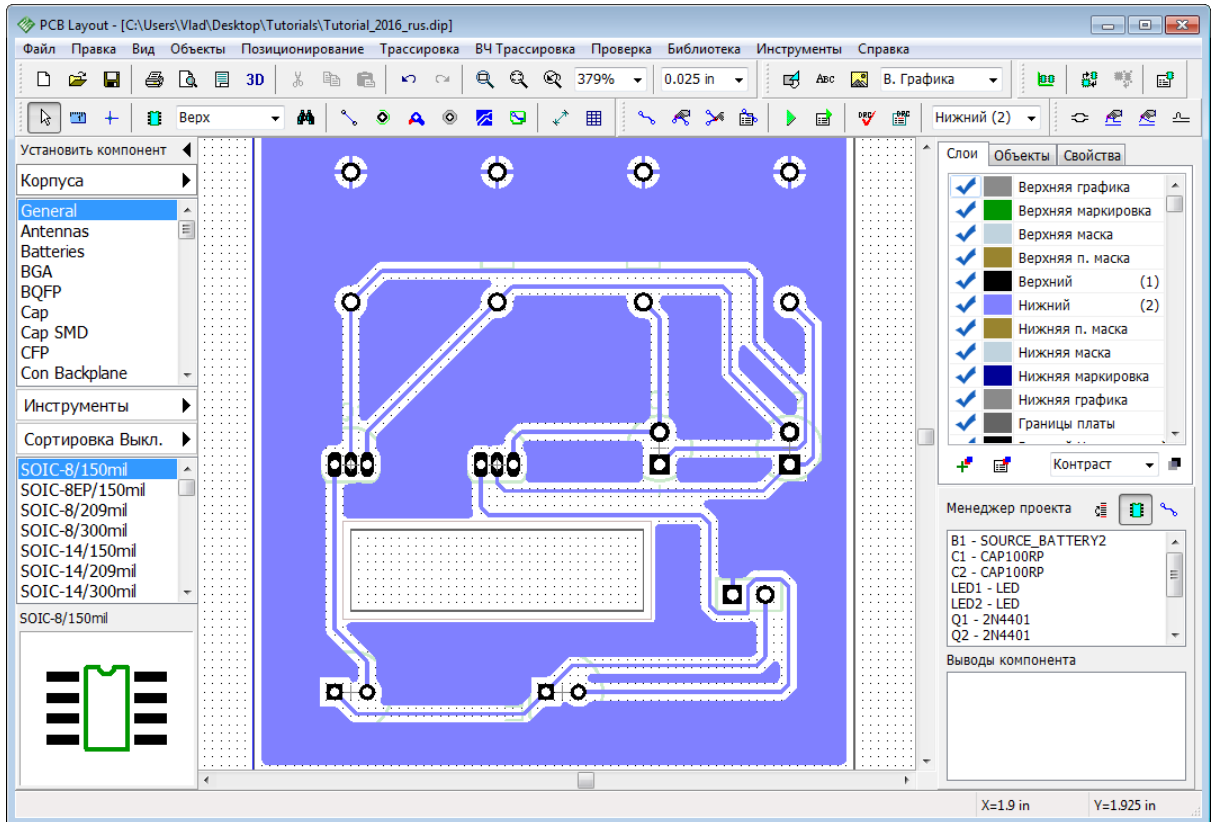 PCB Layout - [C:\Users\Vlad\Desktop\Tutorials\Tutorial_2016_rus.dip]
Файл Правка Вид Объекты Позиционирование Трассировка ВЧ Трассировка Проверка Библиотека Инструменты Справка
3D 379% 0.025 in ABC В. Графика
Верх DRC DRC Нижний (2)
Установить компонент
Корпуса
General
Antennas
Batteries
BGA
BQFP
Cap
Cap SMD
CFP
Con Backplane
Инструменты
Сортировка Выкл.
SOIC-8/150mil
SOIC-8EP/150mil
SOIC-8/209mil
SOIC-8/300mil
SOIC-14/150mil
SOIC-14/209mil
SOIC-14/300mil
SOIC-8/150mil
Слои Объекты Свойства
Верхняя графика
Верхняя маркировка
Верхняя маска
Верхняя п. маска
Верхний (1)
Нижний (2)
Нижняя п. маска
Нижняя маска
Нижняя маркировка
Нижняя графика
Границы платы
Контраст
Менеджер проекта
B1 - SOURCE_BATTERY2
C1 - CAP100RP
C2 - CAP100RP
LED1 - LED
LED2 - LED
Q1 - 2N4401
Q2 - 2N4401
Выводы компонента
X=1.9 in Y=1.925 in